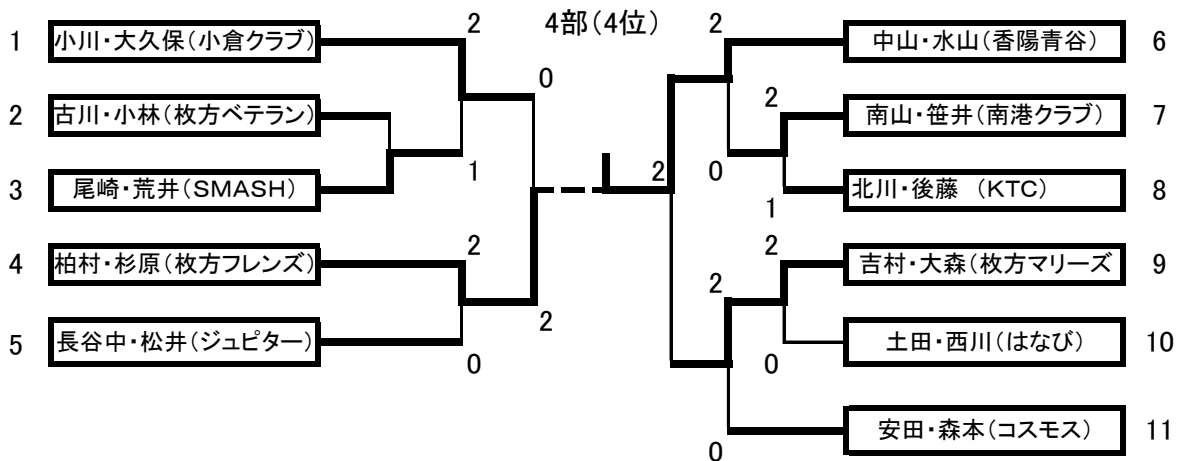 4部(4位)
1 小川・大久保(小倉クラブ)
2 古川・小林(枚方ベテラン)
3 尾崎・荒井(SMASH)
4 柏村・杉原(枚方フレンズ)
5 長谷中・松井(ジュピター)
2
0
1
2
2
0
2
2
2
0
1
2
2
0
0
中山・水山(香陽青谷) 6
南山・笹井(南港クラブ) 7
北川・後藤 (KTC) 8
吉村・大森(枚方マリーズ 9
土田・西川(はなび) 10
安田・森本(コスモス) 11